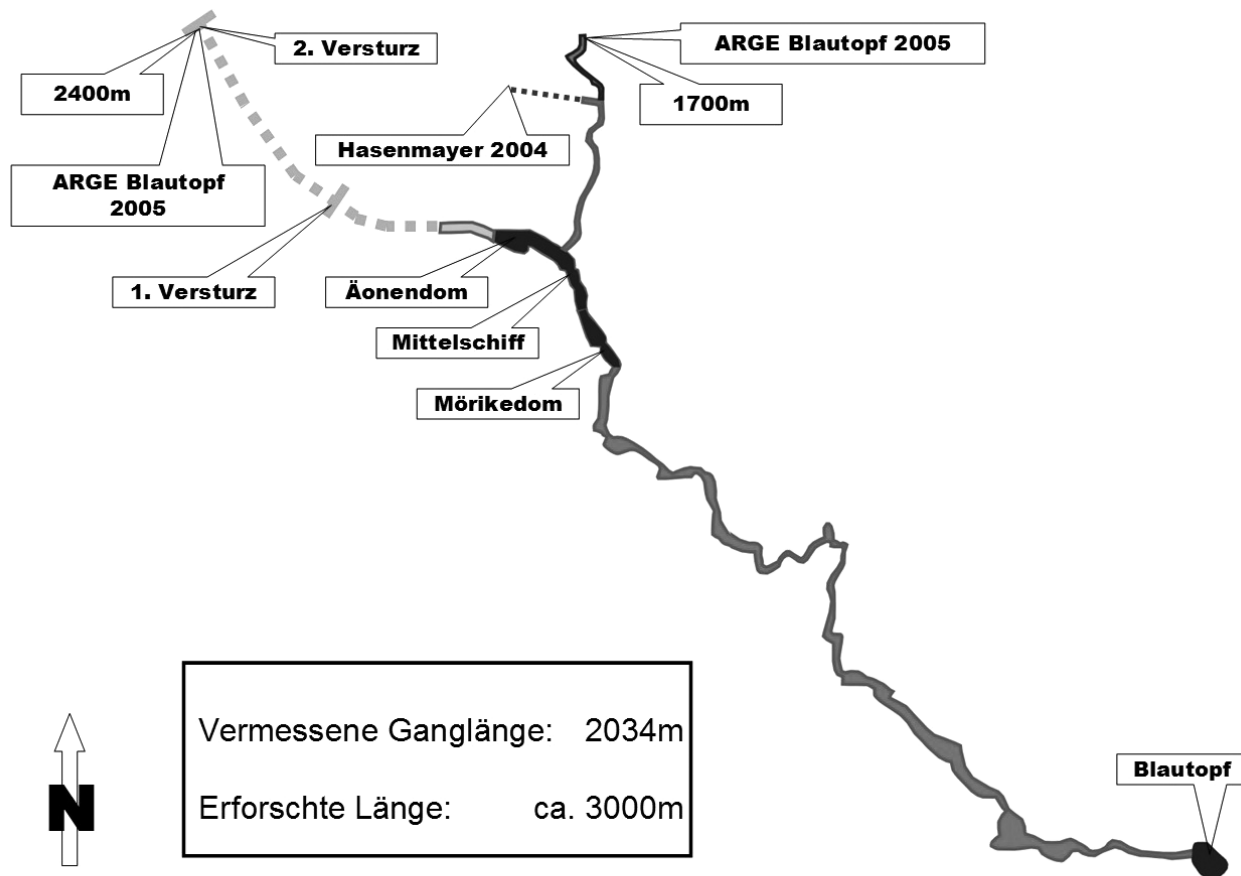 2. Versturz
ARGE Blautopf 2005
2400m
1700m
Hasenmayer 2004
ARGE Blautopf
2005
1. Versturz
Äonendom
Mittelschiff
Mörikedom
Vermessene Ganglänge: 2034m
Erforschte Länge: ca. 3000m
Blautopf
N